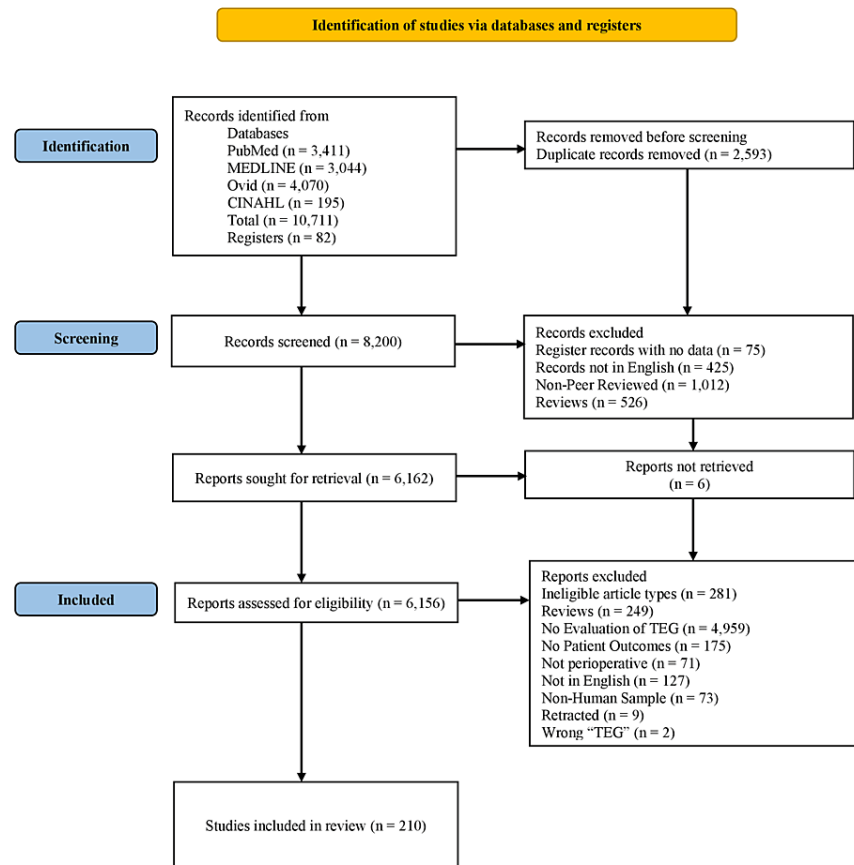 Identification of studies via databases and registers
Identification
Records identified from
Databases
PubMed (n = 3,411)
MEDLINE (n = 3,044)
Ovid (n = 4,070)
CINAHL (n = 195)
Total (n = 10,711)
Registers (n = 82)
Records removed before screening
Duplicate records removed (n = 2,593)
Screening
Records screened (n = 8,200)
Records excluded
Register records with no data (n = 75)
Records not in English (n = 425)
Non-Peer Reviewed (n = 1,012)
Reviews (n = 526)
Reports sought for retrieval (n = 6,162)
Reports not retrieved
(n = 6)
Included
Reports assessed for eligibility (n = 6,156)
Reports excluded
Ineligible article types (n = 281)
Reviews (n = 249)
No Evaluation of TEG (n = 4,959)
No Patient Outcomes (n = 175)
Not perioperative (n = 71)
Not in English (n = 127)
Non-Human Sample (n = 73)
Retracted (n = 9)
Wrong “TEG” (n = 2)
Studies included in review (n = 210)